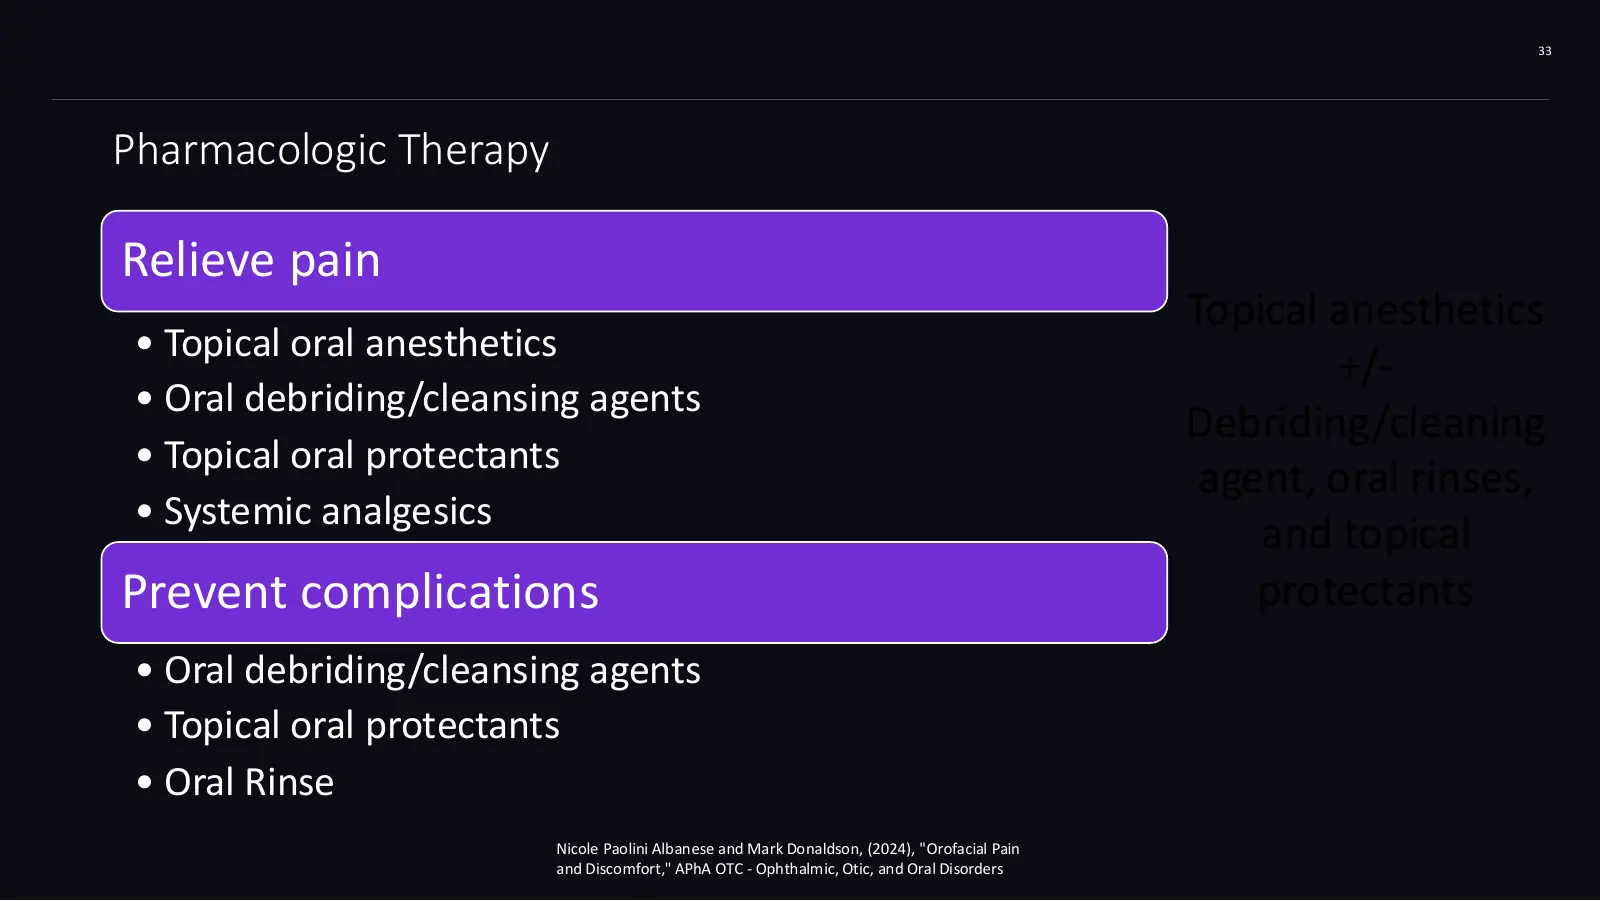 33
Pharmacologic Therapy
Relieve pain
• Topical oral anesthetics
• Oral debriding/cleansing agents
• Topical oral protectants
• Systemic analgesics
Prevent complications
• Oral debriding/cleansing agents
• Topical oral protectants
• Oral Rinse
Topical anesthetics
+/-
Debriding/cleaning
agent, oral rinses,
and topical
protectants
Nicole Paolini Albanese and Mark Donaldson, (2024), "Orofacial Pain
and Discomfort," APhA OTC - Ophthalmic, Otic, and Oral Disorders